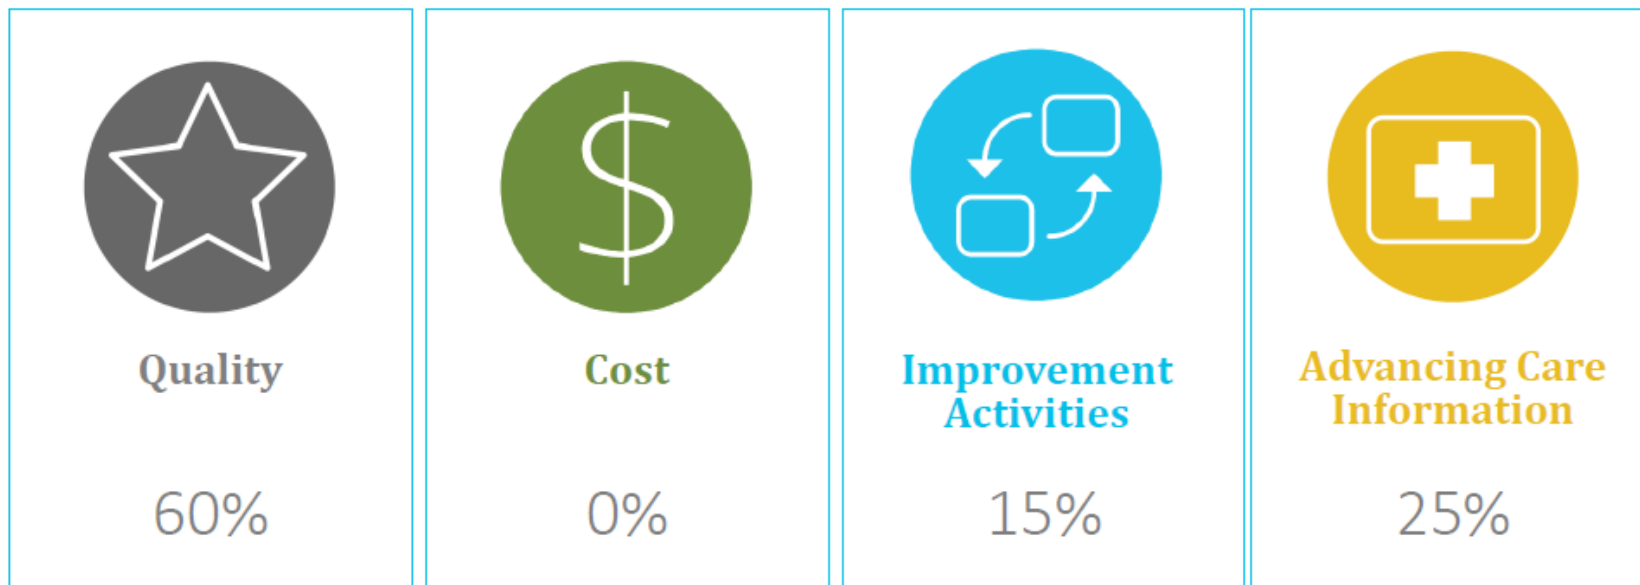 Quality
60%
Cost
0%
Improvement
Activities
15%
Advancing Care
Information
25%